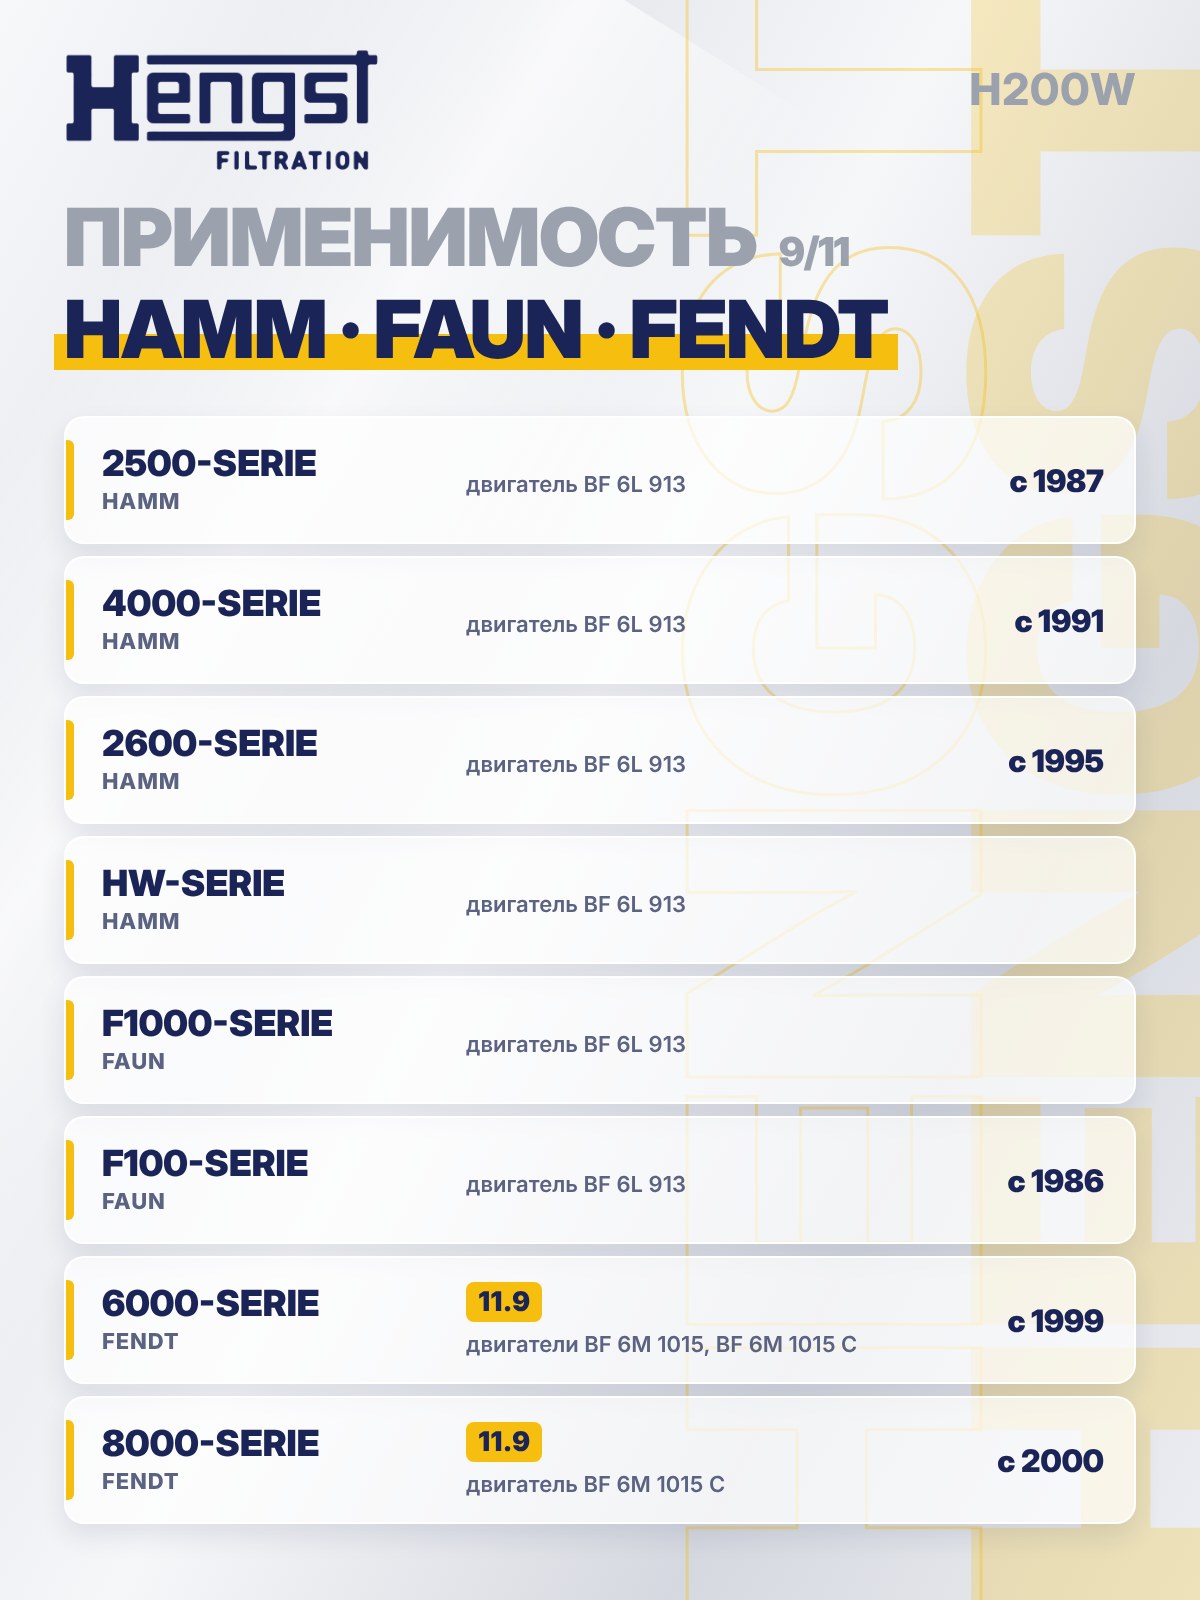 Hengst
FILTRATION
H200W
ПРИМЕНИМОСТЬ 9/11
HAMM · FAUN · FENDT
2500-SERIE
HAMM
двигатель BF 6L 913
с 1987
4000-SERIE
HAMM
двигатель BF 6L 913
с 1991
2600-SERIE
HAMM
двигатель BF 6L 913
с 1995
HW-SERIE
HAMM
двигатель BF 6L 913
F1000-SERIE
FAUN
двигатель BF 6L 913
F100-SERIE
FAUN
двигатель BF 6L 913
с 1986
6000-SERIE
FENDT
11.9
двигатели BF 6M 1015, BF 6M 1015 C
с 1999
8000-SERIE
FENDT
11.9
двигатель BF 6M 1015 C
с 2000
HENGST
HENGST